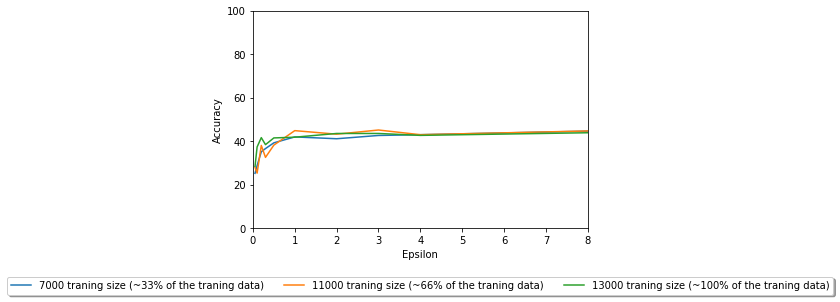 100
80
60
40
20
0
Accuracy
0 1 2 3 4 5 6 7 8
Epsilon
7000 traning size (~33% of the traning data) 11000 traning size (~66% of the traning data) 13000 traning size (~100% of the traning data)